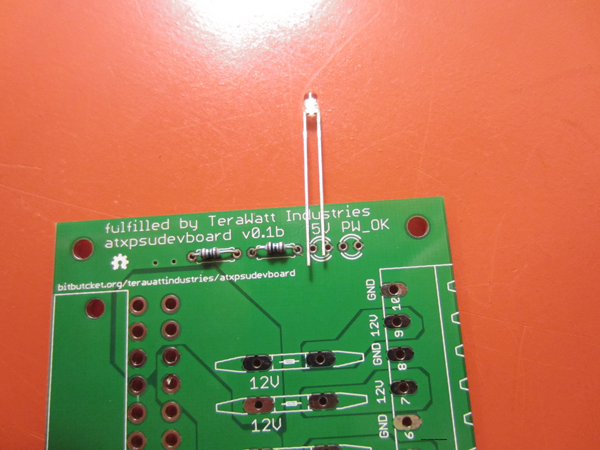 fulfilled by TeraWatt Industries
atxpsudevboard v0.1b
5V PW_OK
bitbutcket.org/terawattindustries/atxpsudevboard
GND
10
12V
9
GND
8
12V
7
GND
6
12V
12V